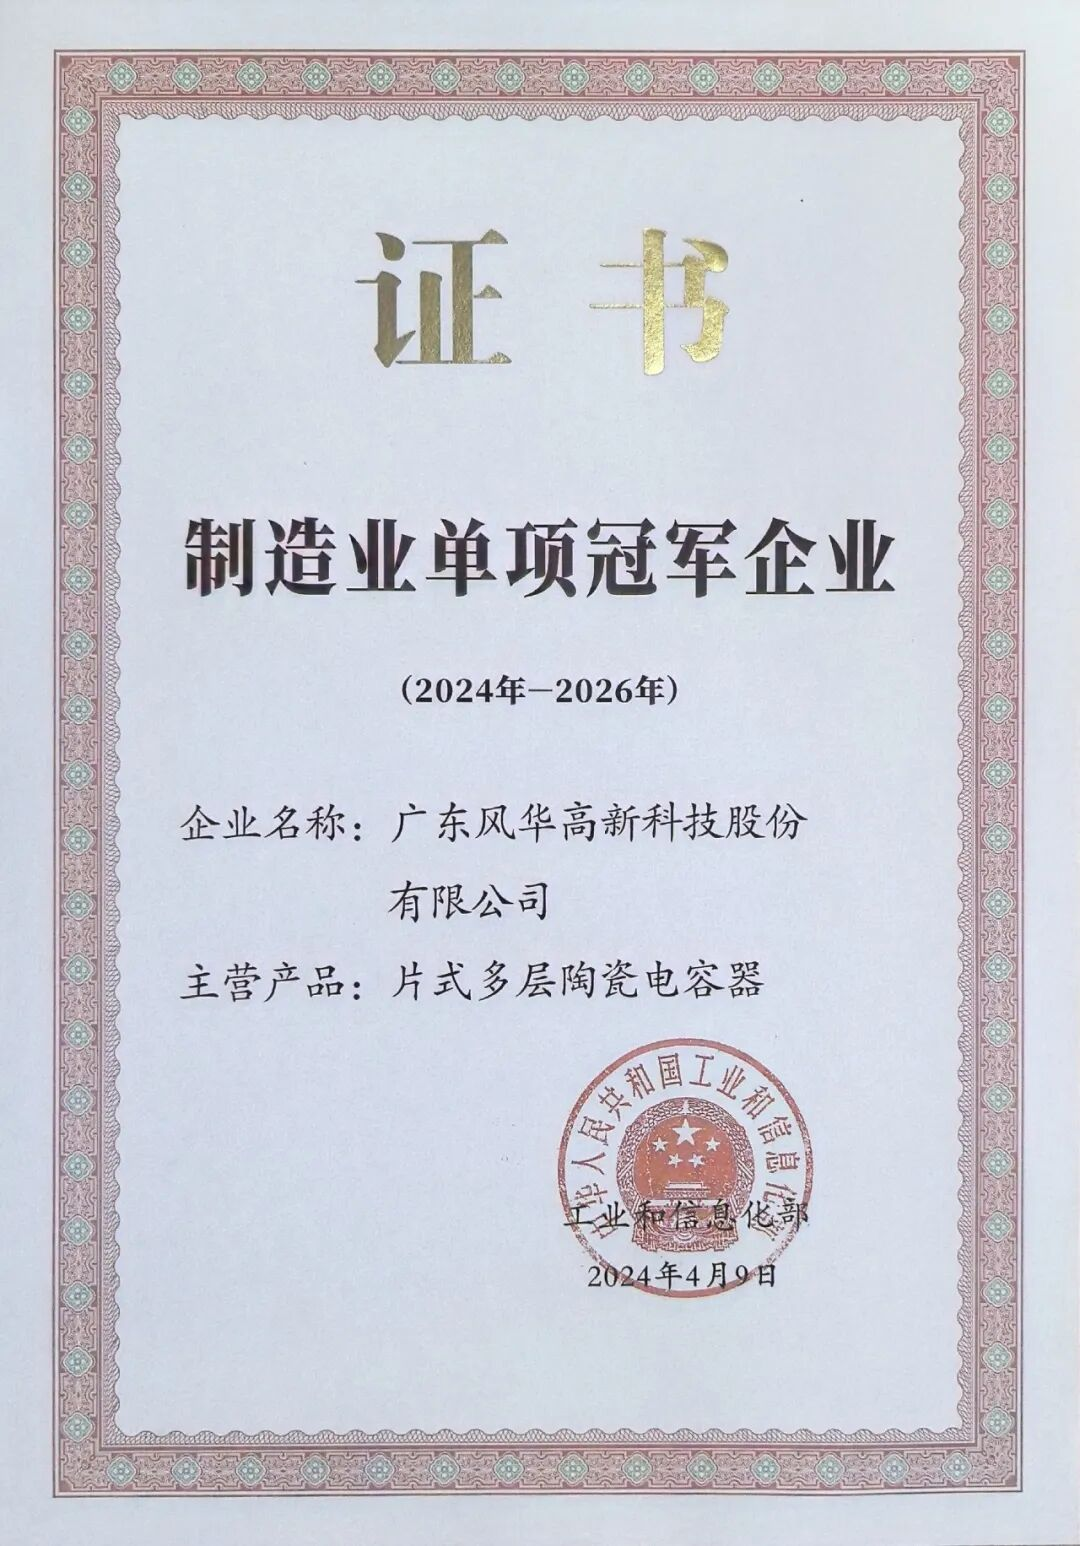 证书
制造业单项冠军企业
(2024年—2026年)
企业名称：广东风华高新科技股份
有限公司
主营产品：片式多层陶瓷电容器
中华人民共和国工业和信息化部
工业和信息化部
2024年4月9日